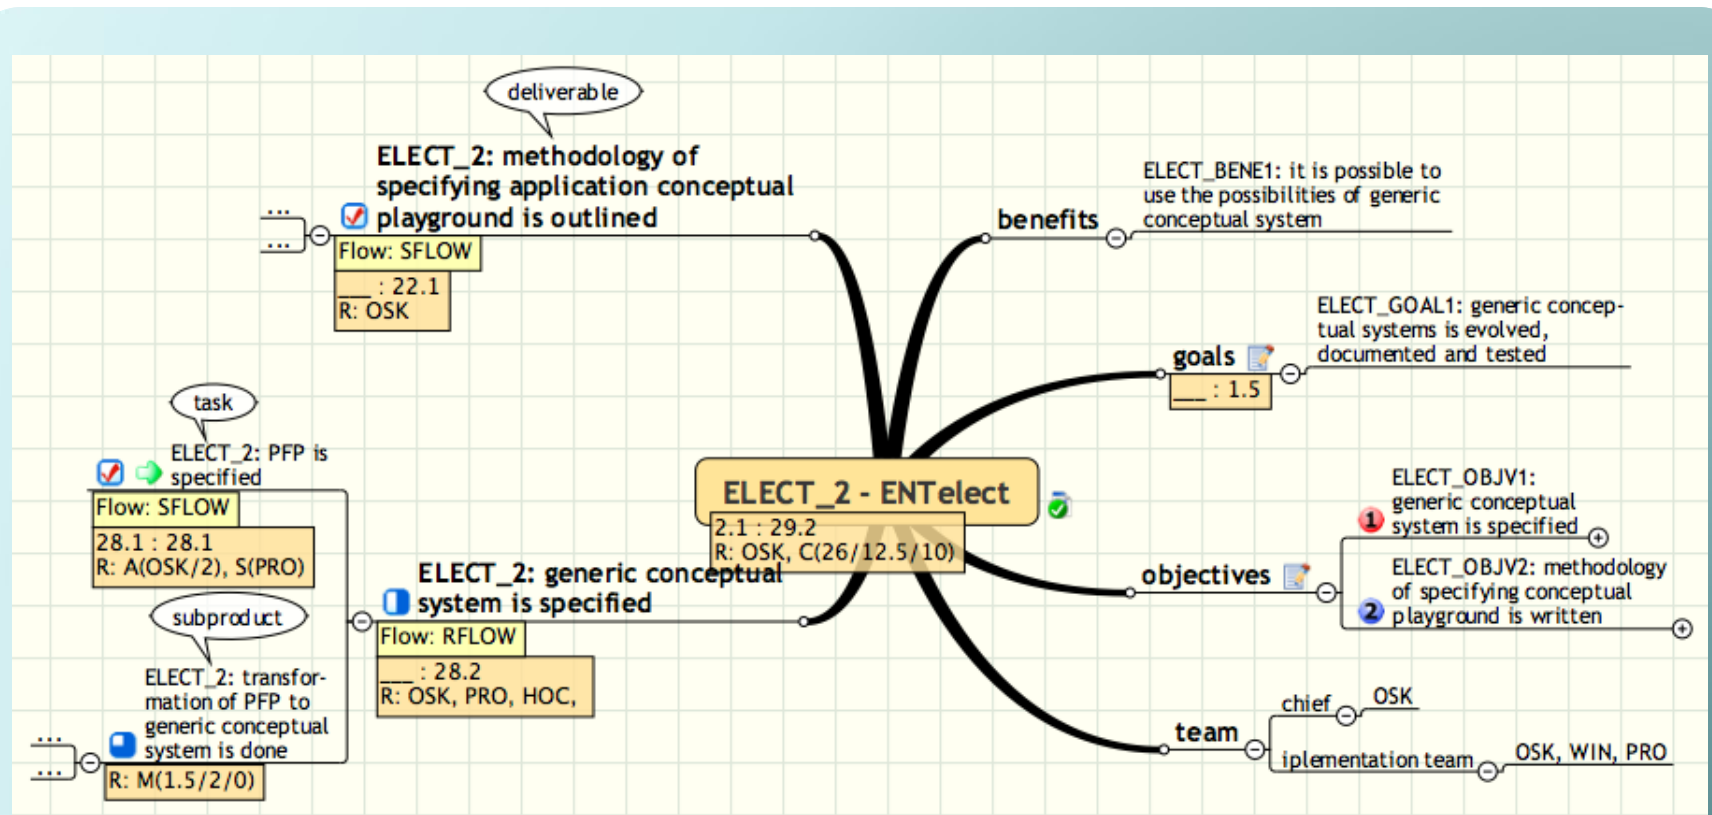 deliverable
ELECT_2: methodology of
specifying application conceptual
playground is outlined
...
...
Flow: SFLOW
___ : 22.1
R: OSK
task
ELECT_2: PFP is
specified
Flow: SFLOW
28.1 : 28.1
R: A(OSK/2), S(PRO)
subproduct
ELECT_2: transfor-
mation of PFP to
generic conceptual
system is done
...
...
R: M(1.5/2/0)
ELECT_2: generic conceptual
system is specified
Flow: RFLOW
___ : 28.2
R: OSK, PRO, HOC,
ELECT_2 - ENTelect
2.1 : 29.2
R: OSK, C(26/12.5/10)
benefits
ELECT_BENE1: it is possible to
use the possibilities of generic
conceptual system
goals
___ : 1.5
ELECT_GOAL1: generic concep-
tual systems is evolved,
documented and tested
objectives
ELECT_OBJV1:
generic conceptual
1 system is specified
ELECT_OBJV2: methodology
of specifying conceptual
2 playground is written
team
chief
OSK
iplementation team
OSK, WIN, PRO